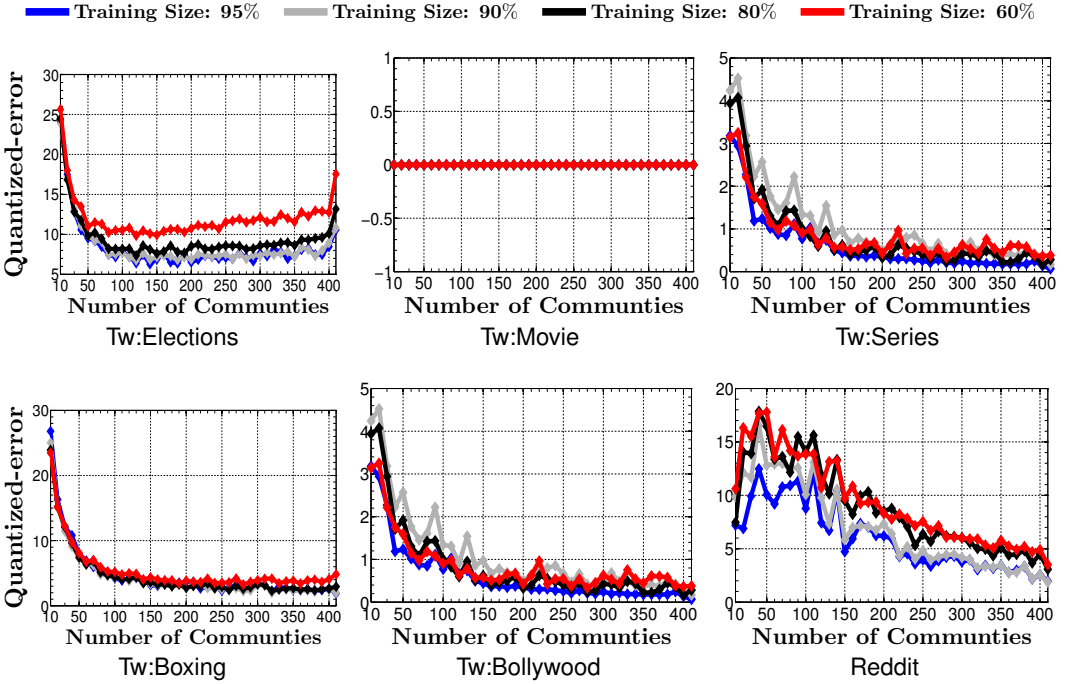 Training Size: 95% Training Size: 90% Training Size: 80% Training Size: 60%
Quantized-error
30
25
20
15
10
5
10 50 100 150 200 250 300 350 400
Number of Communties
Tw:Elections
1
0.5
0
−0.5
−1
10 50 100 150 200 250 300 350 400
Number of Communties
Tw:Movie
5
4
3
2
1
0
10 50 100 150 200 250 300 350 400
Number of Communties
Tw:Series
Quantized-error
30
20
10
0
10 50 100 150 200 250 300 350 400
Number of Communties
Tw:Boxing
5
4
3
2
1
0
10 50 100 150 200 250 300 350 400
Number of Communties
Tw:Bollywood
20
15
10
5
0
10 50 100 150 200 250 300 350 400
Number of Communties
Reddit